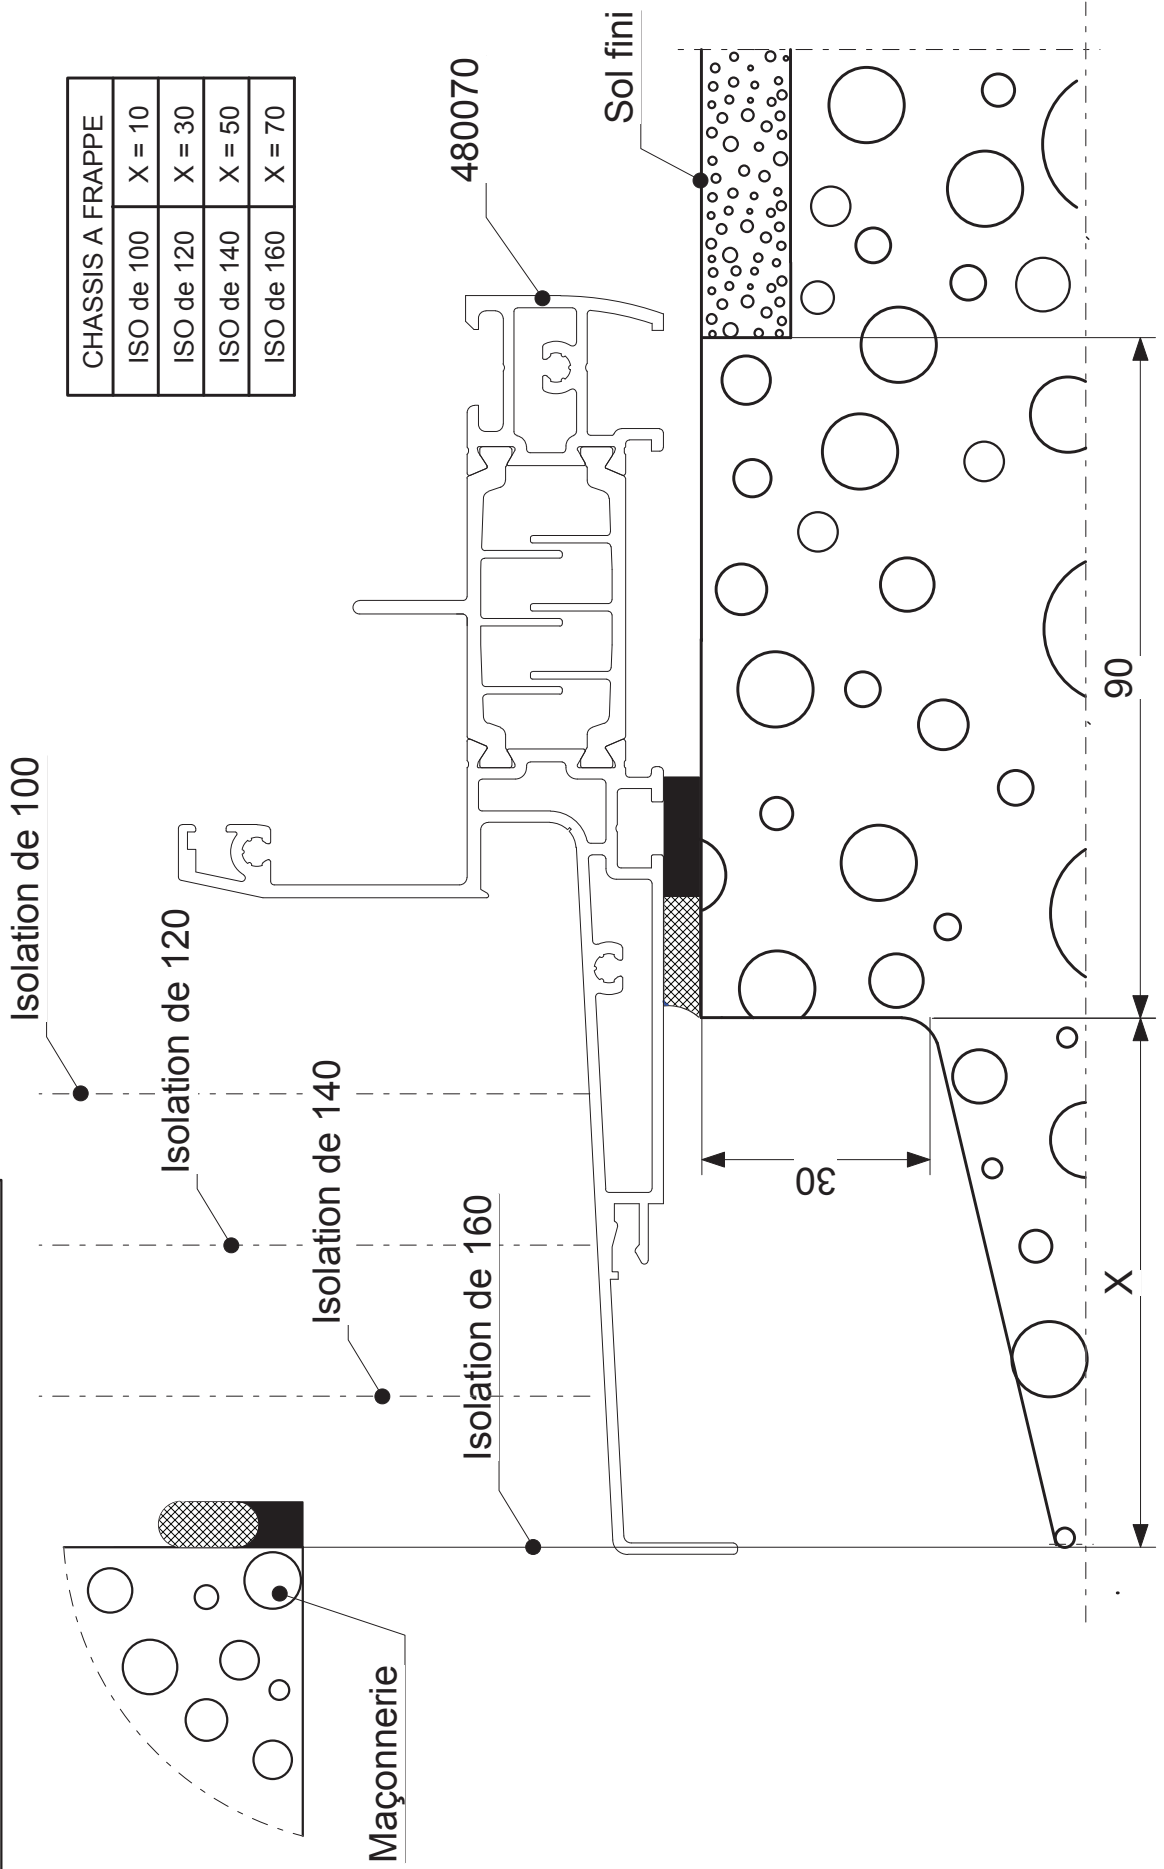 Isolation de 100
Isolation de 120
Isolation de 140
Isolation de 160
Maçonnerie
CHASSIS A FRAPPE
ISO de 100 X = 10
ISO de 120 X = 30
ISO de 140 X = 50
ISO de 160 X = 70
480070
Sol fini
30
X
90